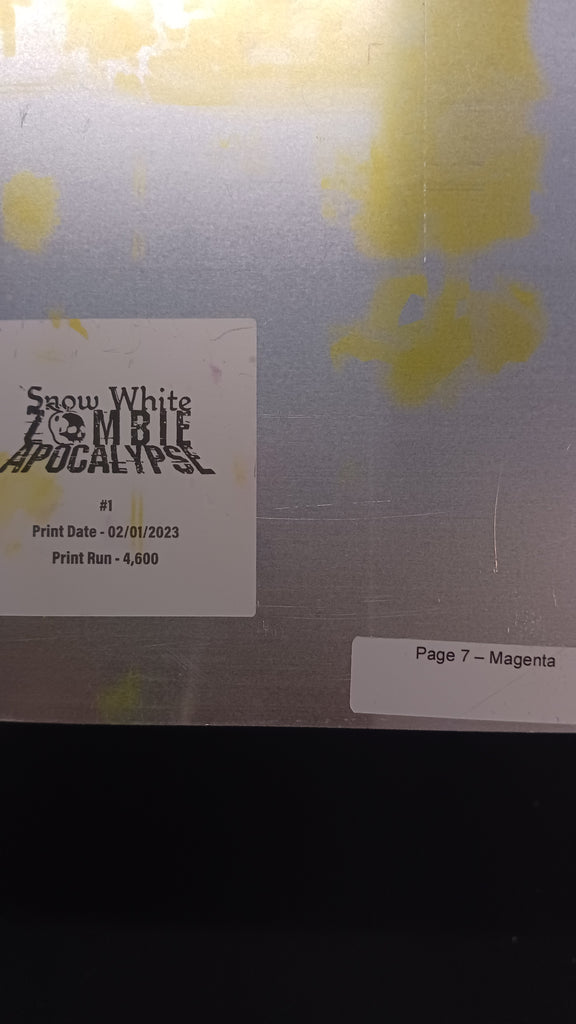 Snow White
ZOMBIE
APOCALYPSE
#1
Print Date - 02/01/2023
Print Run - 4,600
Page 7 – Magenta